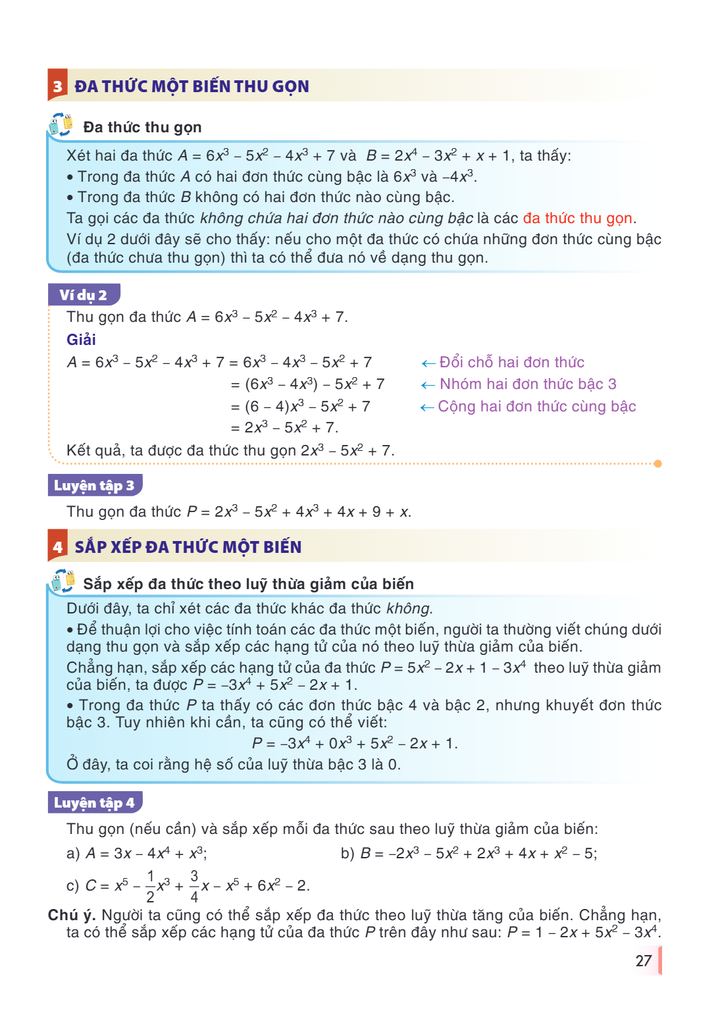 3 ĐA THỨC MỘT BIẾN THU GỌN
Đa thức thu gọn
Xét hai đa thức A = 6x³ – 5x² – 4x³ + 7 và B = 2x⁴ – 3x² + x + 1, ta thấy:
• Trong đa thức A có hai đơn thức cùng bậc là 6x³ và –4x³.
• Trong đa thức B không có hai đơn thức nào cùng bậc.
Ta gọi các đa thức không chứa hai đơn thức nào cùng bậc là các đa thức thu gọn.
Ví dụ 2 dưới đây sẽ cho thấy: nếu cho một đa thức có chứa những đơn thức cùng bậc
(đa thức chưa thu gọn) thì ta có thể đưa nó về dạng thu gọn.
Ví dụ 2
Thu gọn đa thức A = 6x³ – 5x² – 4x³ + 7.
Giải
A = 6x³ – 5x² – 4x³ + 7 = 6x³ – 4x³ – 5x² + 7 ← Đổi chỗ hai đơn thức
= (6x³ – 4x³) – 5x² + 7 ← Nhóm hai đơn thức bậc 3
= (6 – 4)x³ – 5x² + 7 ← Cộng hai đơn thức cùng bậc
= 2x³ – 5x² + 7.
Kết quả, ta được đa thức thu gọn 2x³ – 5x² + 7.
Luyện tập 3
Thu gọn đa thức P = 2x³ – 5x² + 4x³ + 4x + 9 + x.
4 SẮP XẾP ĐA THỨC MỘT BIẾN
Sắp xếp đa thức theo luỹ thừa giảm của biến
Dưới đây, ta chỉ xét các đa thức khác đa thức không.
• Để thuận lợi cho việc tính toán các đa thức một biến, người ta thường viết chúng dưới
dạng thu gọn và sắp xếp các hạng tử của nó theo luỹ thừa giảm của biến.
Chẳng hạn, sắp xếp các hạng tử của đa thức P = 5x² – 2x + 1 – 3x⁴ theo luỹ thừa giảm
của biến, ta được P = –3x⁴ + 5x² – 2x + 1.
• Trong đa thức P ta thấy có các đơn thức bậc 4 và bậc 2, nhưng khuyết đơn thức
bậc 3. Tuy nhiên khi cần, ta cũng có thể viết:
P = –3x⁴ + 0x³ + 5x² – 2x + 1.
Ở đây, ta coi rằng hệ số của luỹ thừa bậc 3 là 0.
Luyện tập 4
Thu gọn (nếu cần) và sắp xếp mỗi đa thức sau theo luỹ thừa giảm của biến:
a) A = 3x – 4x⁴ + x³; b) B = –2x³ – 5x² + 2x³ + 4x + x² – 5;
c) C = x⁵ – 1/2 x³ + 3/4 x – x⁵ + 6x² – 2.
Chú ý. Người ta cũng có thể sắp xếp đa thức theo luỹ thừa tăng của biến. Chẳng hạn,
ta có thể sắp xếp các hạng tử của đa thức P trên đây như sau: P = 1 – 2x + 5x² – 3x⁴.
27